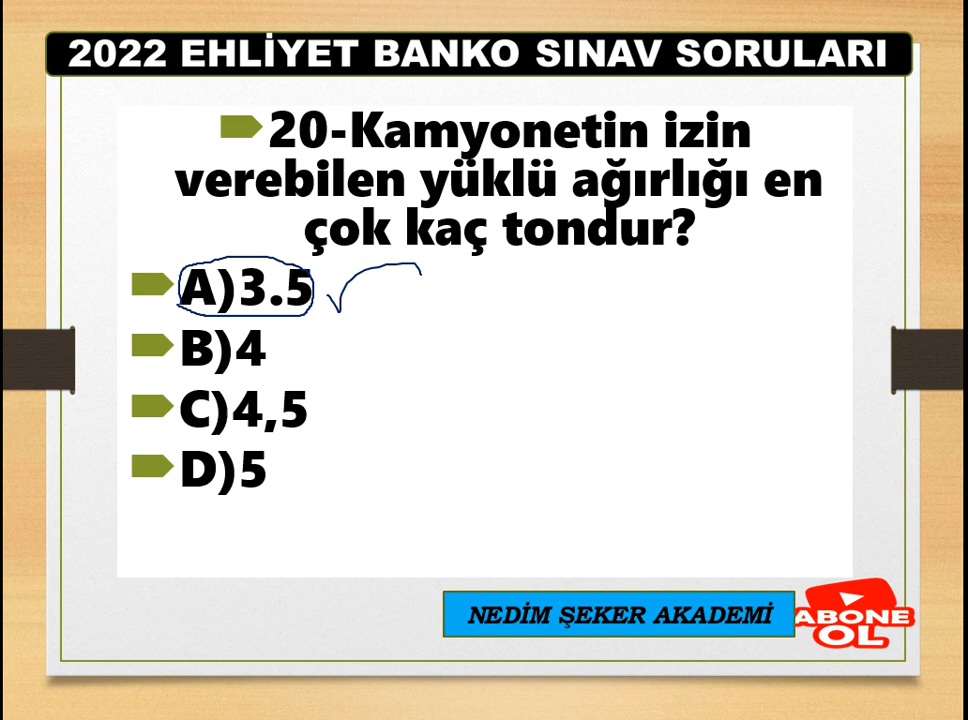 2022 EHLİYET BANKO SINAV SORULARI
20-Kamyonetin izin
verebilen yüklü ağırlığı en
çok kaç tondur?
A)3.5
B)4
C)4,5
D)5
NEDİM ŞEKER AKADEMİ
ABONE
OL